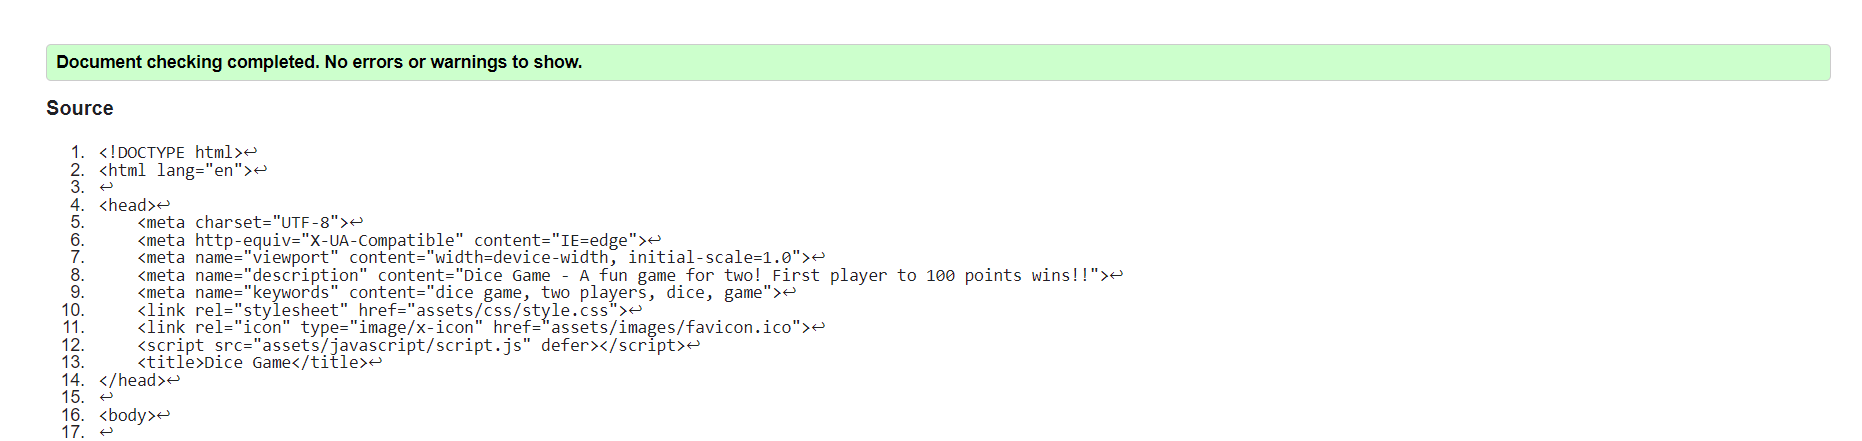 Document checking completed. No errors or warnings to show.
Source
1. <!DOCTYPE html>↩
2. <html lang="en">↩
3. ↩
4. <head>↩
5.     <meta charset="UTF-8">↩
6.     <meta http-equiv="X-UA-Compatible" content="IE=edge">↩
7.     <meta name="viewport" content="width=device-width, initial-scale=1.0">↩
8.     <meta name="description" content="Dice Game - A fun game for two! First player to 100 points wins!!">↩
9.     <meta name="keywords" content="dice game, two players, dice, game">↩
10.     <link rel="stylesheet" href="assets/css/style.css">↩
11.     <link rel="icon" type="image/x-icon" href="assets/images/favicon.ico">↩
12.     <script src="assets/javascript/script.js" defer></script>↩
13.     <title>Dice Game</title>↩
14. </head>↩
15. ↩
16. <body>↩
17. ↩